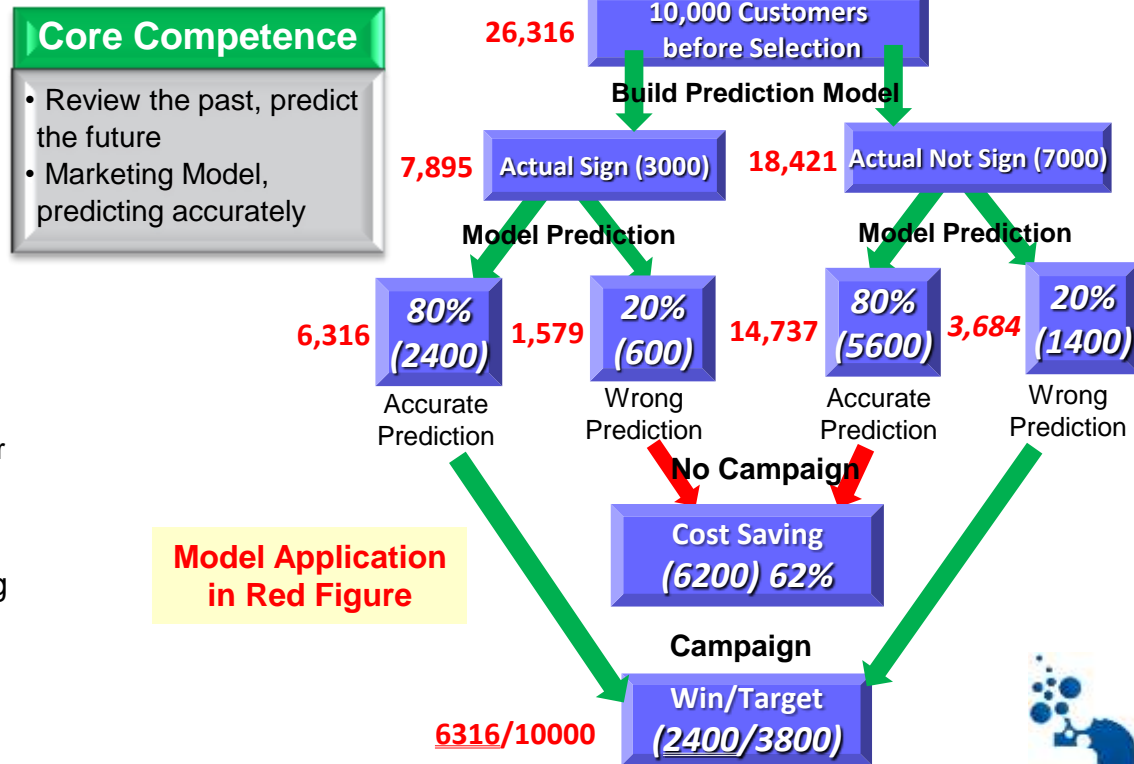 Core Competence
• Review the past, predict
the future
• Marketing Model,
predicting accurately
26,316
10,000 Customers
before Selection
Build Prediction Model
7,895
Actual Sign (3000)
18,421
Actual Not Sign (7000)
Model Prediction
Model Prediction
6,316
80%
(2400)
1,579
20%
(600)
14,737
80%
(5600)
3,684
20%
(1400)
Accurate
Prediction
Wrong
Prediction
Accurate
Prediction
Wrong
Prediction
r
No Campaign
Cost Saving
(6200) 62%
Model Application
in Red Figure
g
Campaign
Win/Target
(2400/3800)
6316/10000